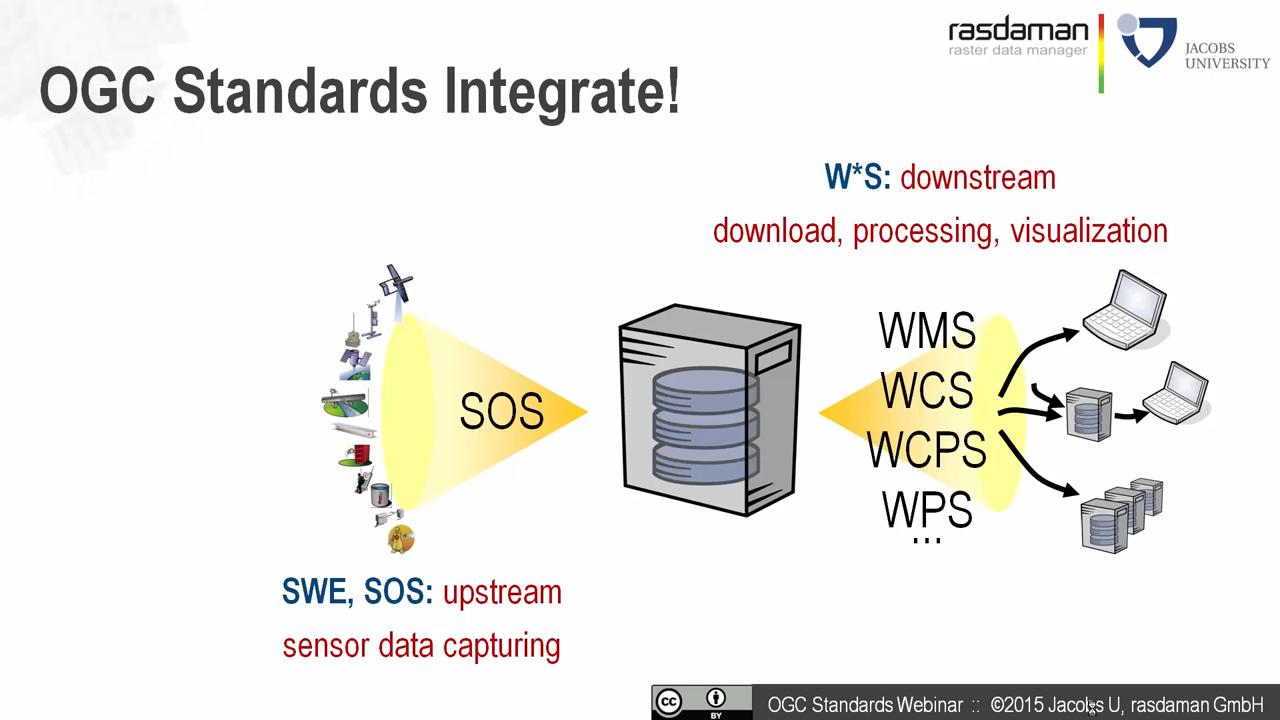 rasdaman
raster data manager
JACOBS
UNIVERSITY
OGC Standards Integrate!
W*S: downstream
download, processing, visualization
SOS
WMS
WCS
WCPS
WPS
...
SWE, SOS: upstream
sensor data capturing
cc
BY
OGC Standards Webinar :: ©2015 Jacobs U, rasdaman GmbH